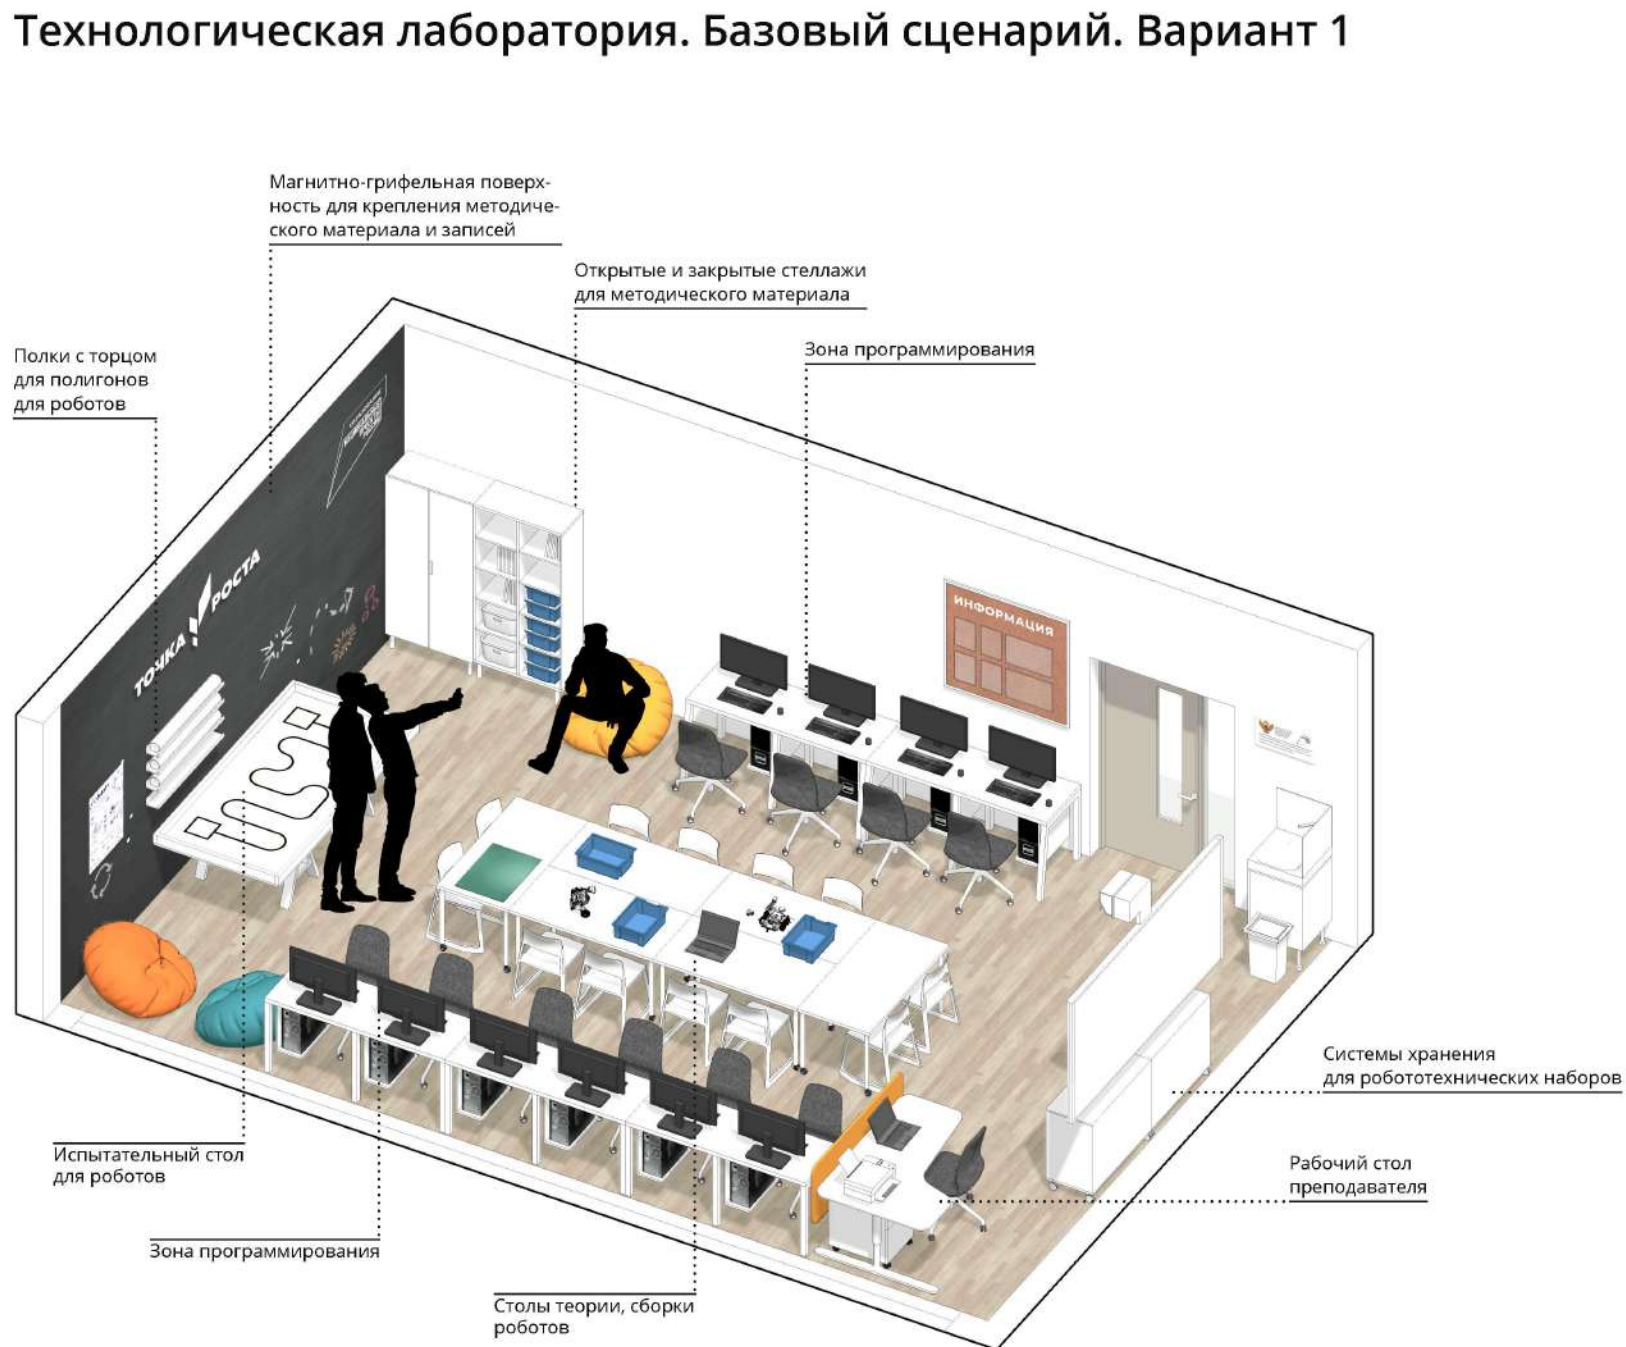 Технологическая лаборатория. Базовый сценарий. Вариант 1
Магнитно-грифельная поверх-
ность для крепления методиче-
ского материала и записей
Открытые и закрытые стеллажи
для методического материала
Зона программирования
Полки с торцом
для полигонов
для роботов
ТОЧКА РОСТА
ИНФОРМАЦИЯ
Системы хранения
для робототехнических наборов
Испытательный стол
для роботов
Рабочий стол
преподавателя
Зона программирования
Столы теории, сборки
роботов